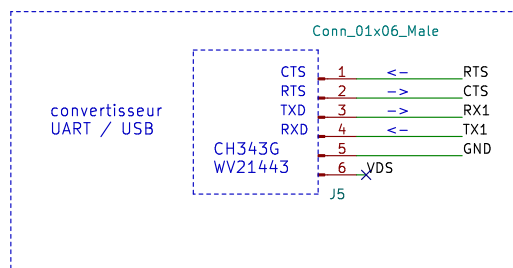 Conn_01x06_Male
CTS 1 <- RTS
RTS 2 -> CTS
TXD 3 -> RX1
RXD 4 <- TX1
convertisseur
UART / USB
CH343G 5 GND
WV21443 6 VDS
J5